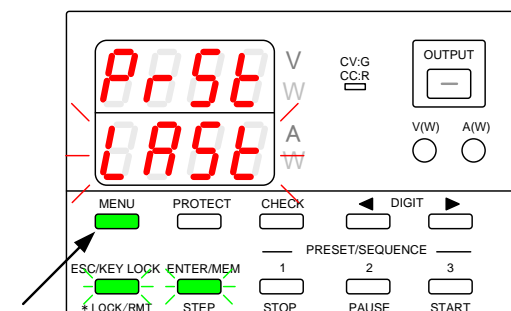 PrSt V
W
CV:G
CC:R
OUTPUT
LASt A
W
V(W) A(W)
MENU PROTECT CHECK ◀ DIGIT ▶
PRESET/SEQUENCE
ESC/KEY LOCK ENTER/MEM 1 2 3
*LOCK/RMT STEP STOP PAUSE START